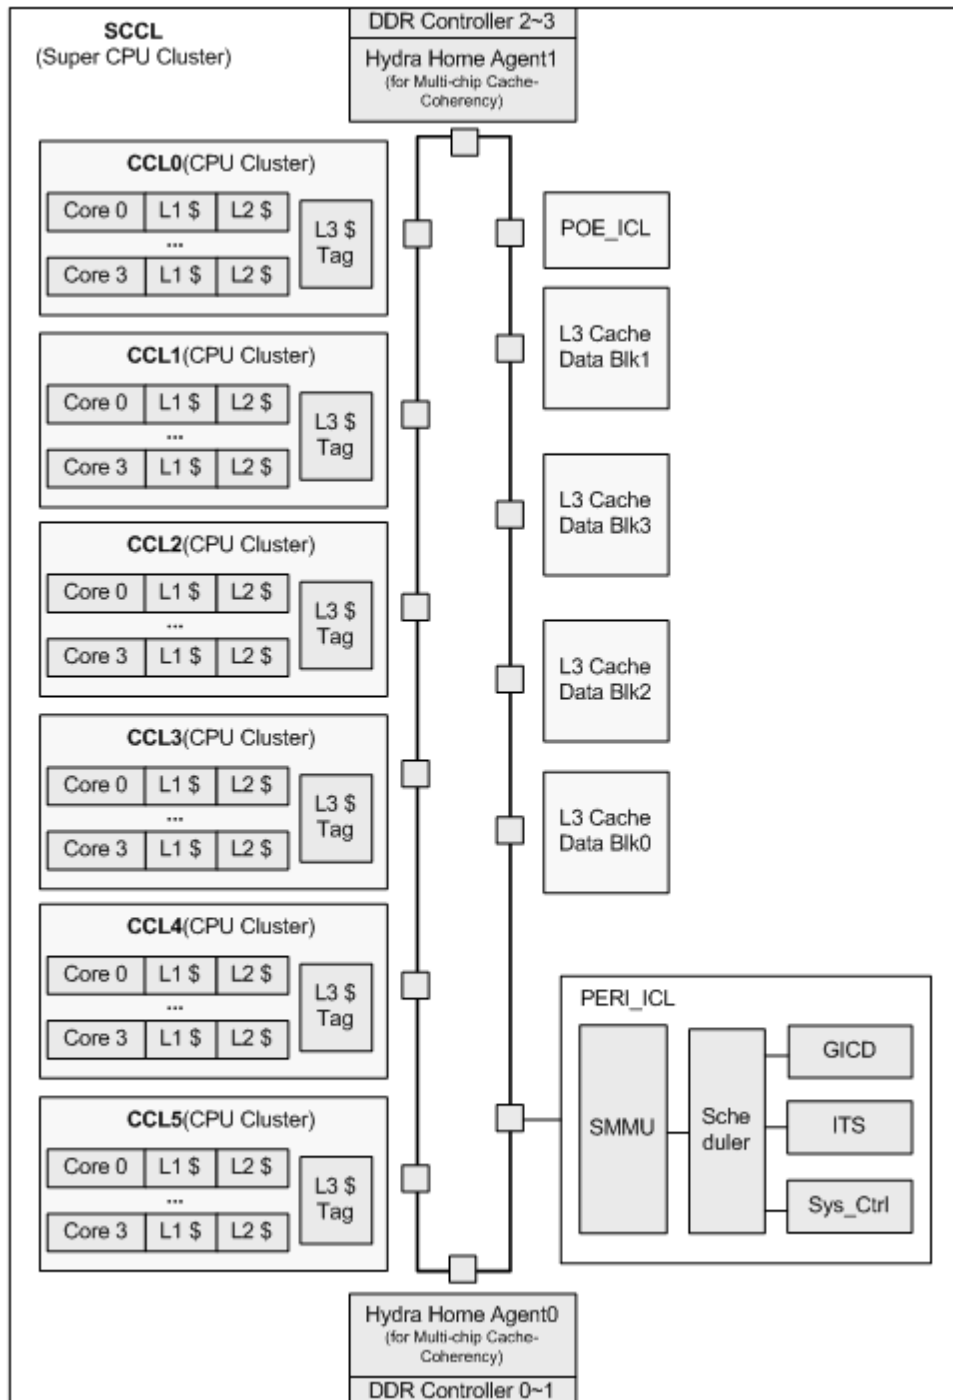 SCCL
(Super CPU Cluster)
DDR Controller 2~3
Hydra Home Agent1
(for Multi-chip Cache-
Coherency)
CCL0(CPU Cluster)
Core 0 L1 $ L2 $
...
Core 3 L1 $ L2 $
L3 $
Tag
CCL1(CPU Cluster)
Core 0 L1 $ L2 $
...
Core 3 L1 $ L2 $
L3 $
Tag
CCL2(CPU Cluster)
Core 0 L1 $ L2 $
...
Core 3 L1 $ L2 $
L3 $
Tag
CCL3(CPU Cluster)
Core 0 L1 $ L2 $
...
Core 3 L1 $ L2 $
L3 $
Tag
CCL4(CPU Cluster)
Core 0 L1 $ L2 $
...
Core 3 L1 $ L2 $
L3 $
Tag
CCL5(CPU Cluster)
Core 0 L1 $ L2 $
...
Core 3 L1 $ L2 $
L3 $
Tag
POE_ICL
L3 Cache
Data Blk1
L3 Cache
Data Blk3
L3 Cache
Data Blk2
L3 Cache
Data Blk0
PERI_ICL
SMMU
Sche
duler
GICD
ITS
Sys_Ctrl
Hydra Home Agent0
(for Multi-chip Cache-
Coherency)
DDR Controller 0~1